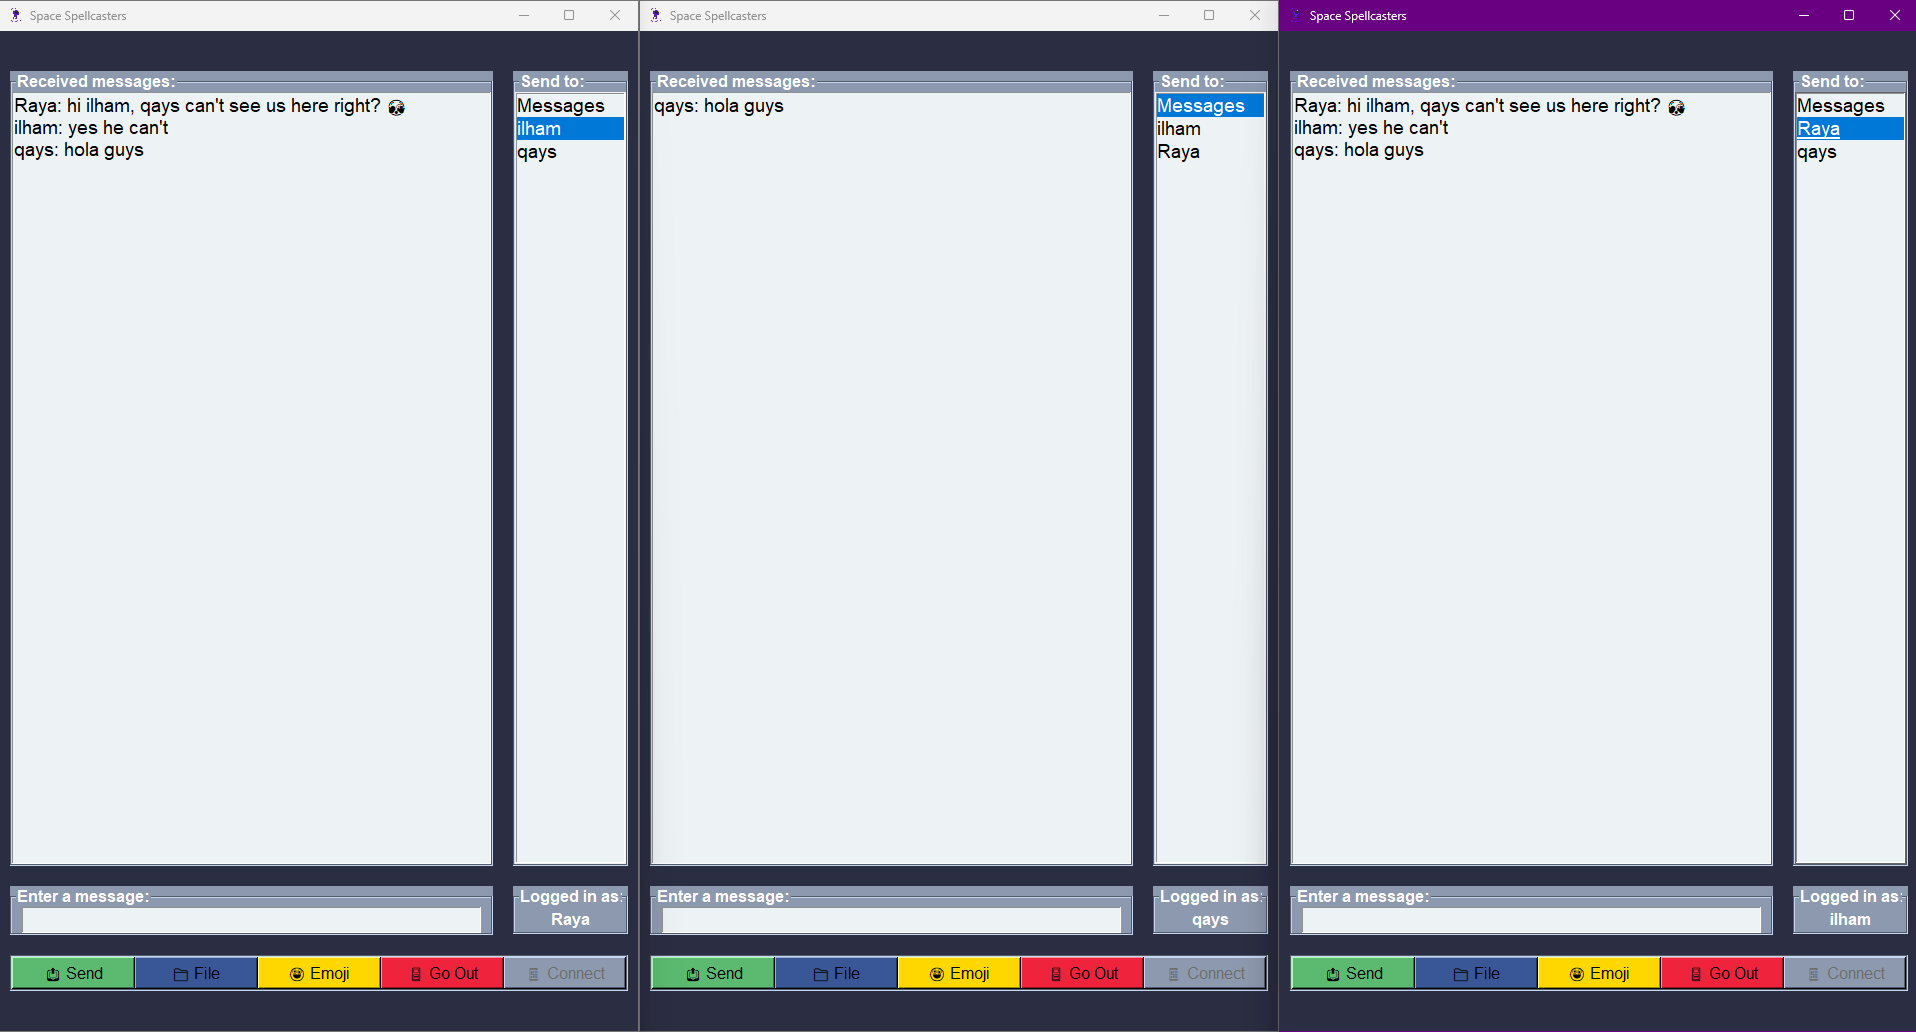 Space Spellcasters
Received messages:
Raya: hi ilham, qays can't see us here right?
ilham: yes he can't
qays: hola guys
Send to:
Messages
ilham
qays
Enter a message:
Logged in as:
Raya
Send
File
Emoji
Go Out
Connect
Space Spellcasters
Received messages:
qays: hola guys
Send to:
Messages
ilham
Raya
Enter a message:
Logged in as:
qays
Send
File
Emoji
Go Out
Connect
Space Spellcasters
Received messages:
Raya: hi ilham, qays can't see us here right?
ilham: yes he can't
qays: hola guys
Send to:
Messages
Raya
qays
Enter a message:
Logged in as:
ilham
Send
File
Emoji
Go Out
Connect